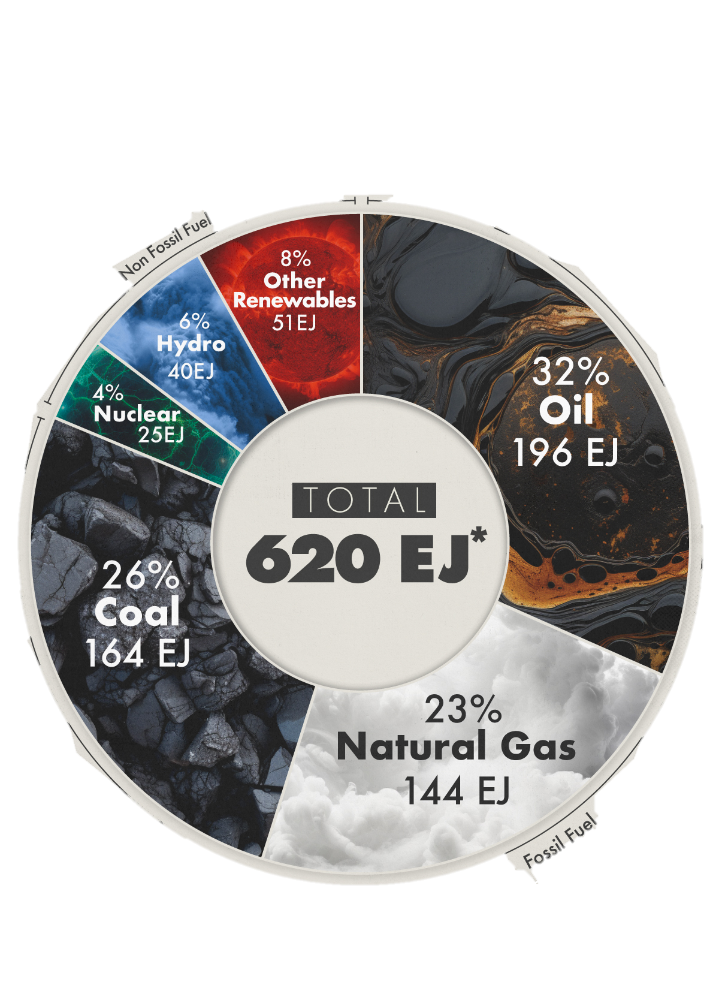 Non Fossil Fuel
8%
Other
Renewables
51EJ
6%
Hydro
40EJ
4%
Nuclear
25EJ
32%
Oil
196 EJ
TOTAL
620 EJ*
26%
Coal
164 EJ
23%
Natural Gas
144 EJ
Fossil Fuel